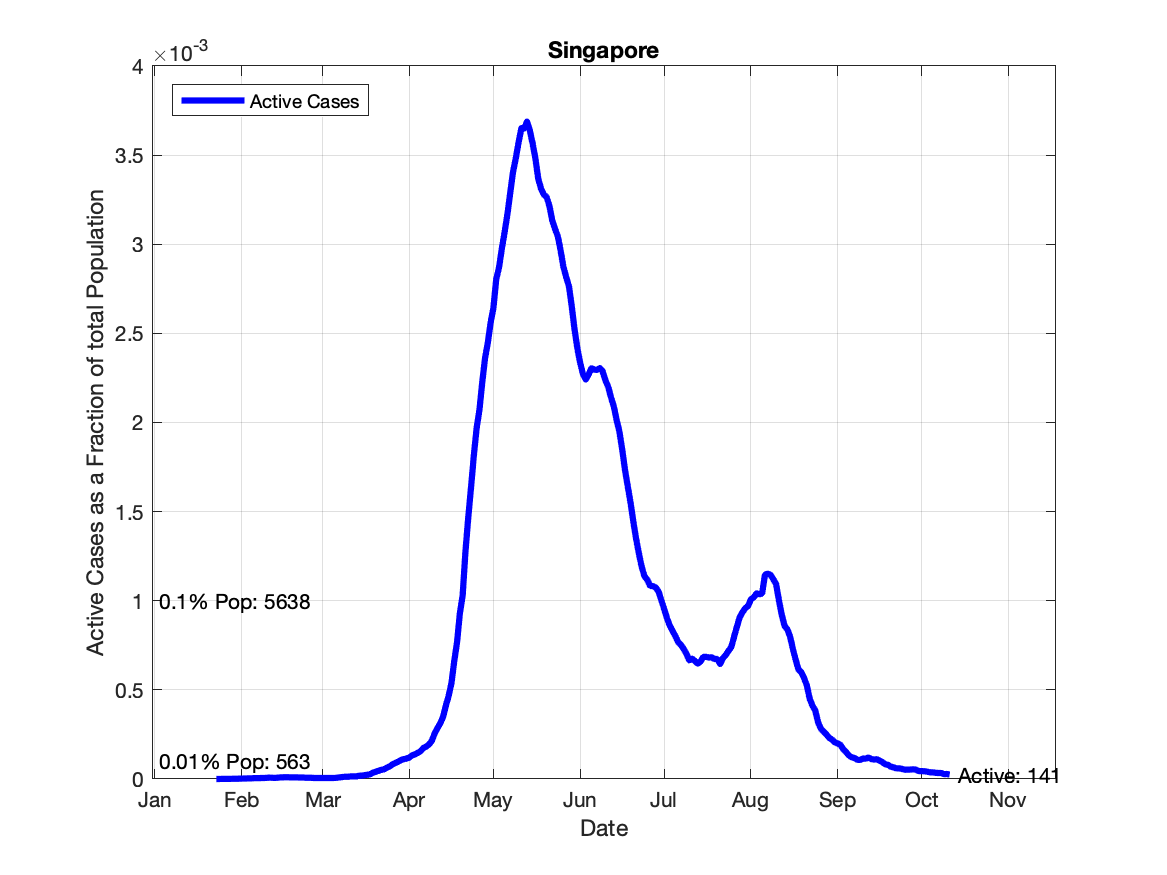 Singapore
×10-3
4
Active Cases
3.5
3
2.5
2
1.5
1
0.1% Pop: 5638
0.5
0.01% Pop: 563
0
Active: 141
Jan Feb Mar Apr May Jun Jul Aug Sep Oct Nov
Date
Active Cases as a Fraction of total Population